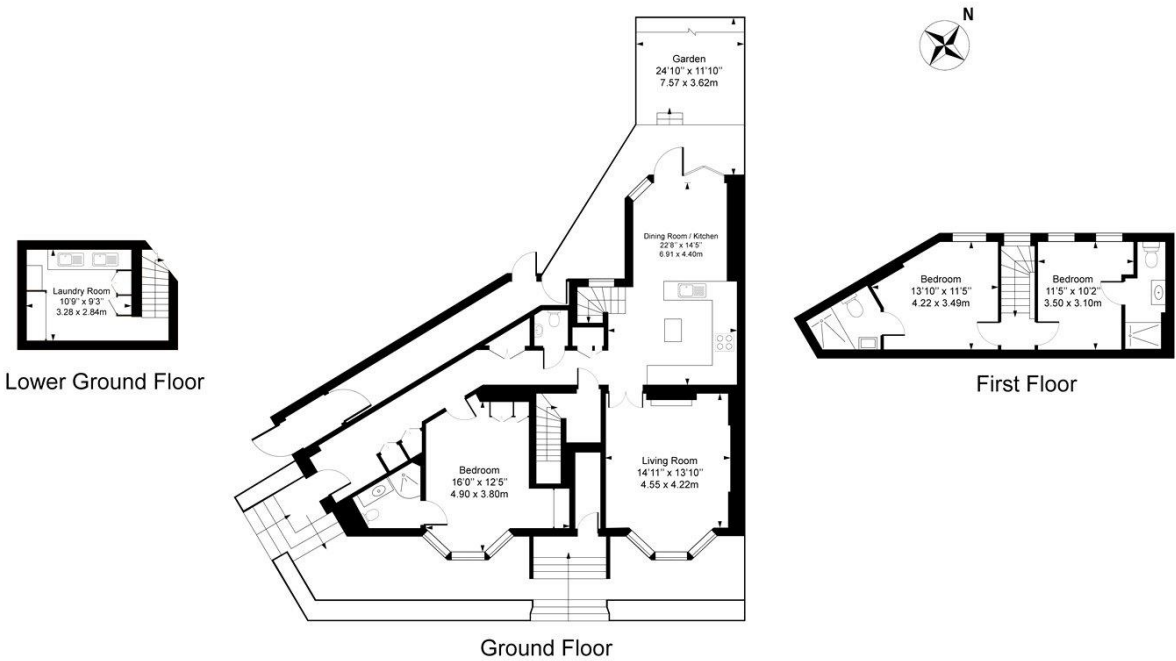 N
Garden
24'10" x 11'10"
7.57 x 3.62m
Dining Room / Kitchen
22'8" x 14'5"
6.91 x 4.40m
Laundry Room
10'9" x 9'3"
3.28 x 2.84m
Lower Ground Floor
Bedroom
13'10" x 11'5"
4.22 x 3.49m
Bedroom
11'5" x 10'2"
3.50 x 3.10m
First Floor
Bedroom
16'0" x 12'5"
4.90 x 3.80m
Living Room
14'11" x 13'10"
4.55 x 4.22m
Ground Floor